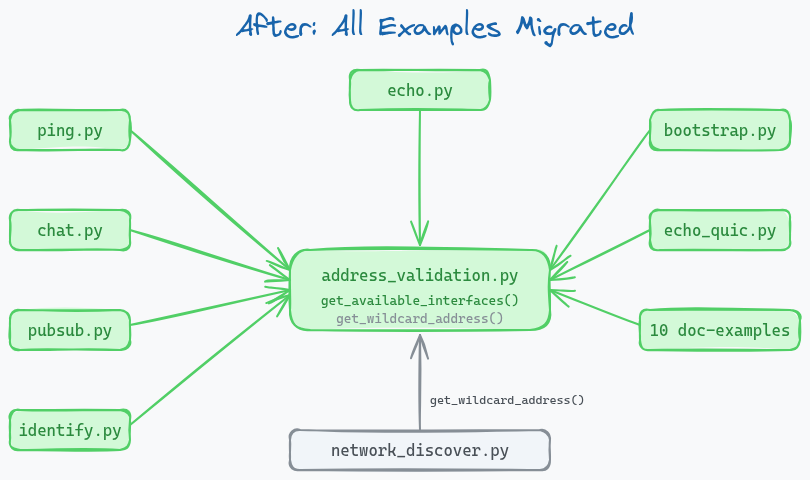 After: All Examples Migrated
echo.py
ping.py
bootstrap.py
chat.py
echo_quic.py
address_validation.py
get_available_interfaces()
get_wildcard_address()
pubsub.py
10 doc-examples
get_wildcard_address()
identify.py
network_discover.py